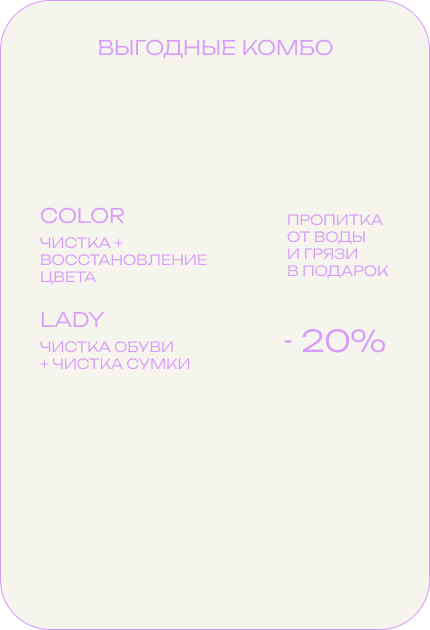 ВЫГОДНЫЕ КОМБО
COLOR
ЧИСТКА +
ВОССТАНОВЛЕНИЕ
ЦВЕТА
ПРОПИТКА
ОТ ВОДЫ
И ГРЯЗИ
В ПОДАРОК
LADY
ЧИСТКА ОБУВИ
+ ЧИСТКА СУМКИ
- 20%